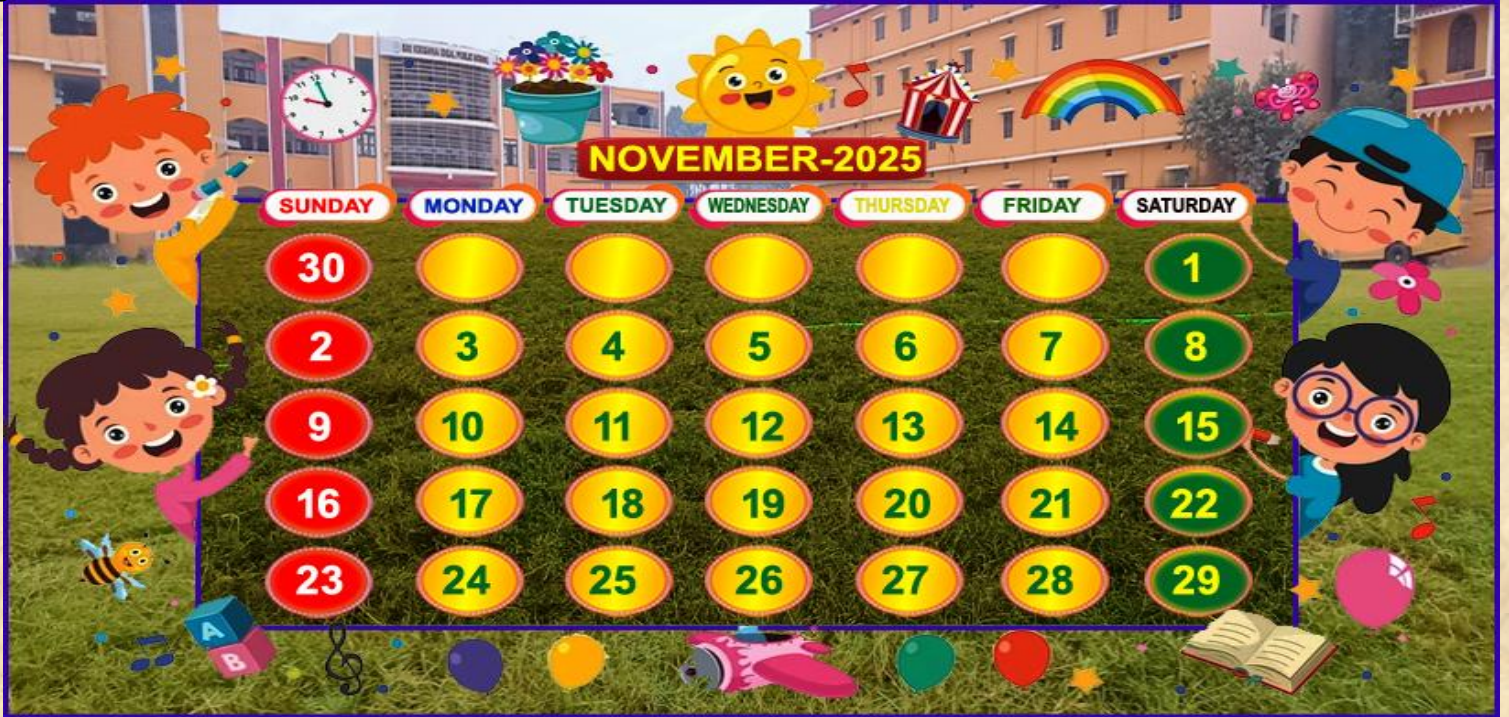 NOVEMBER-2025
SUNDAY MONDAY TUESDAY WEDNESDAY THURSDAY FRIDAY SATURDAY
30 1
2 3 4 5 6 7 8
9 10 11 12 13 14 15
16 17 18 19 20 21 22
23 24 25 26 27 28 29
A
B